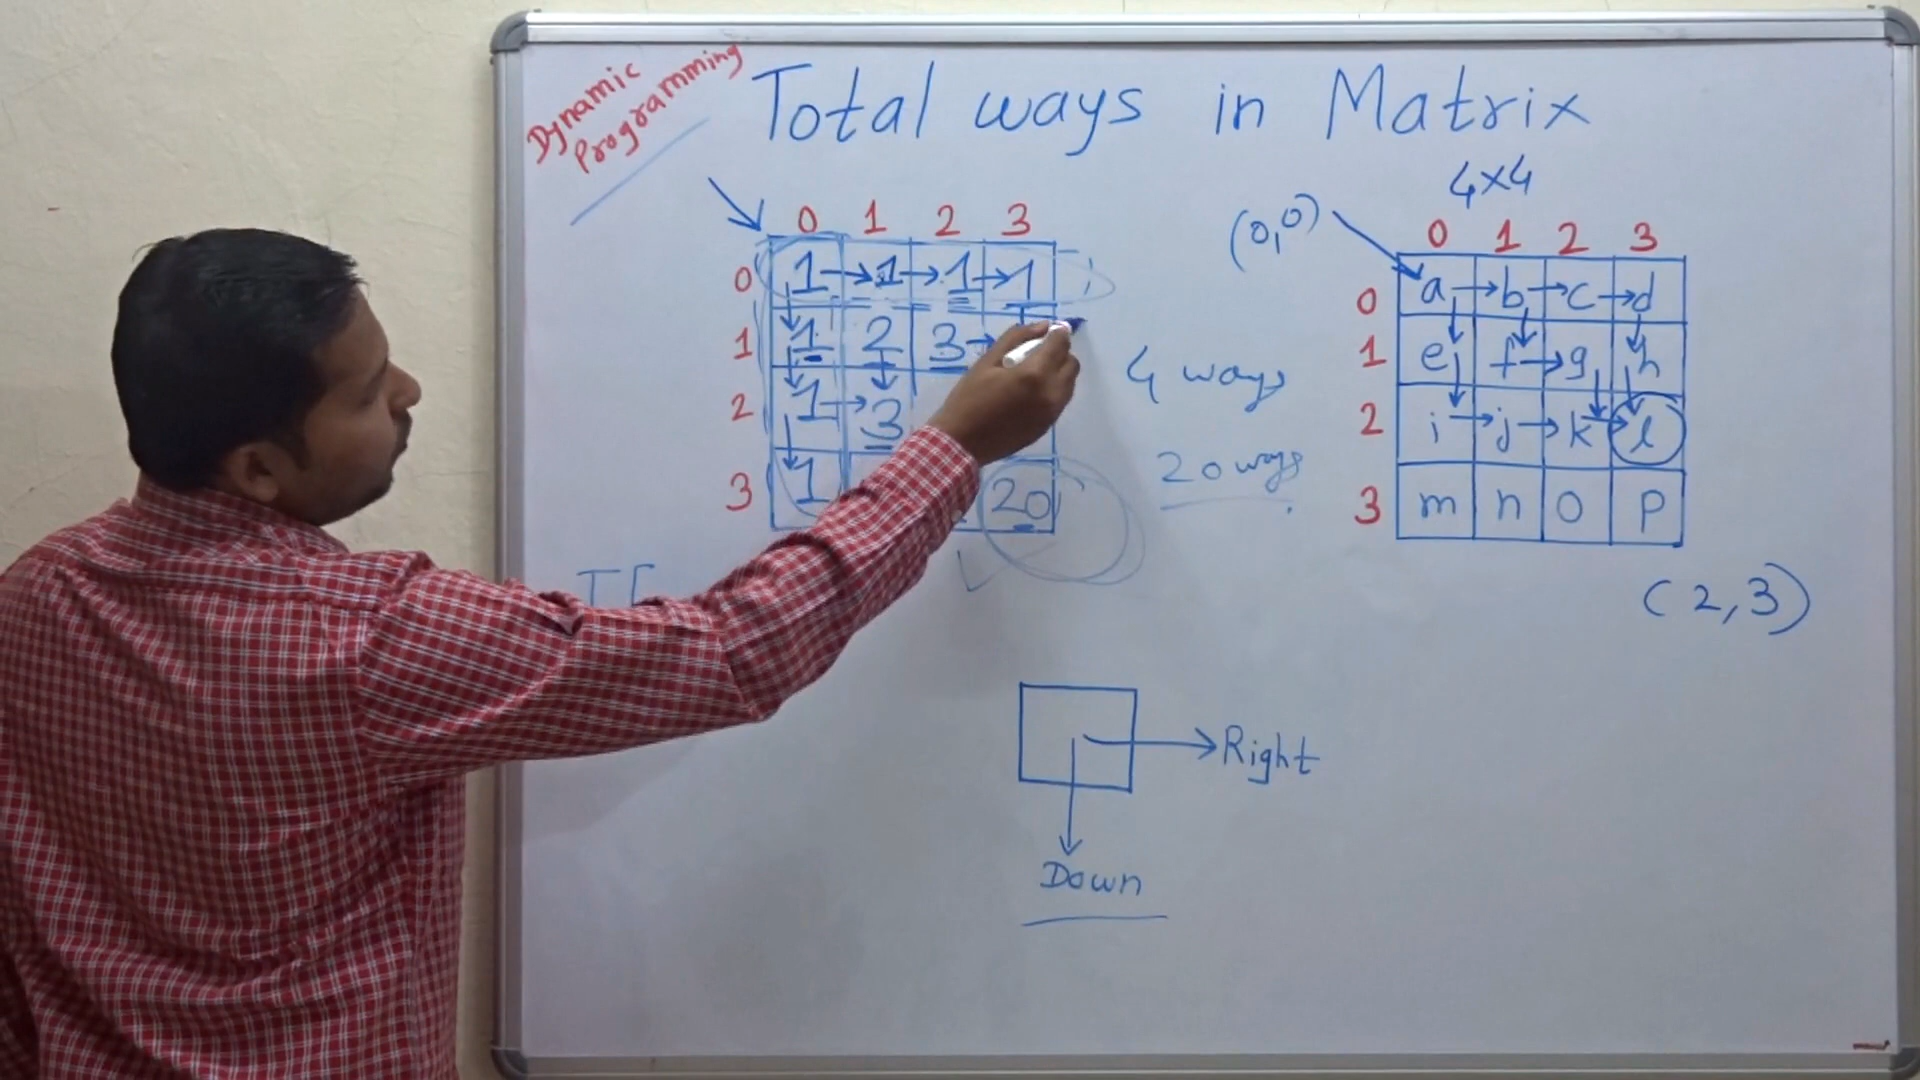 Dynamic
Programming
Total ways in Matrix
4x4
0 1 2 3
0 1 1 1 1
1 1 2 3
2 1 3
3 1 20
4 ways
20 ways
(0,0)
0 1 2 3
0 a b c d
1 e f g h
2 i j k l
3 m n o p
(2,3)
Right
Down